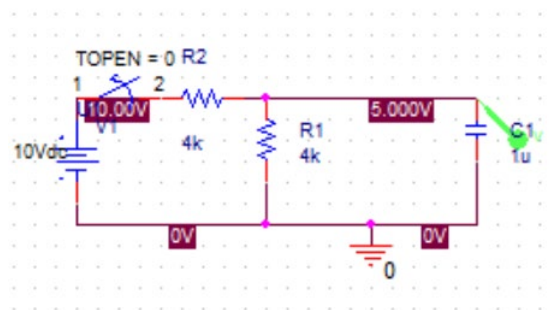 TOPEN = 0 R2
1 2
U1
10.00V
V1
5.000V
4k
R1
4k
C1
1u
10Vdc
0V
0V
0